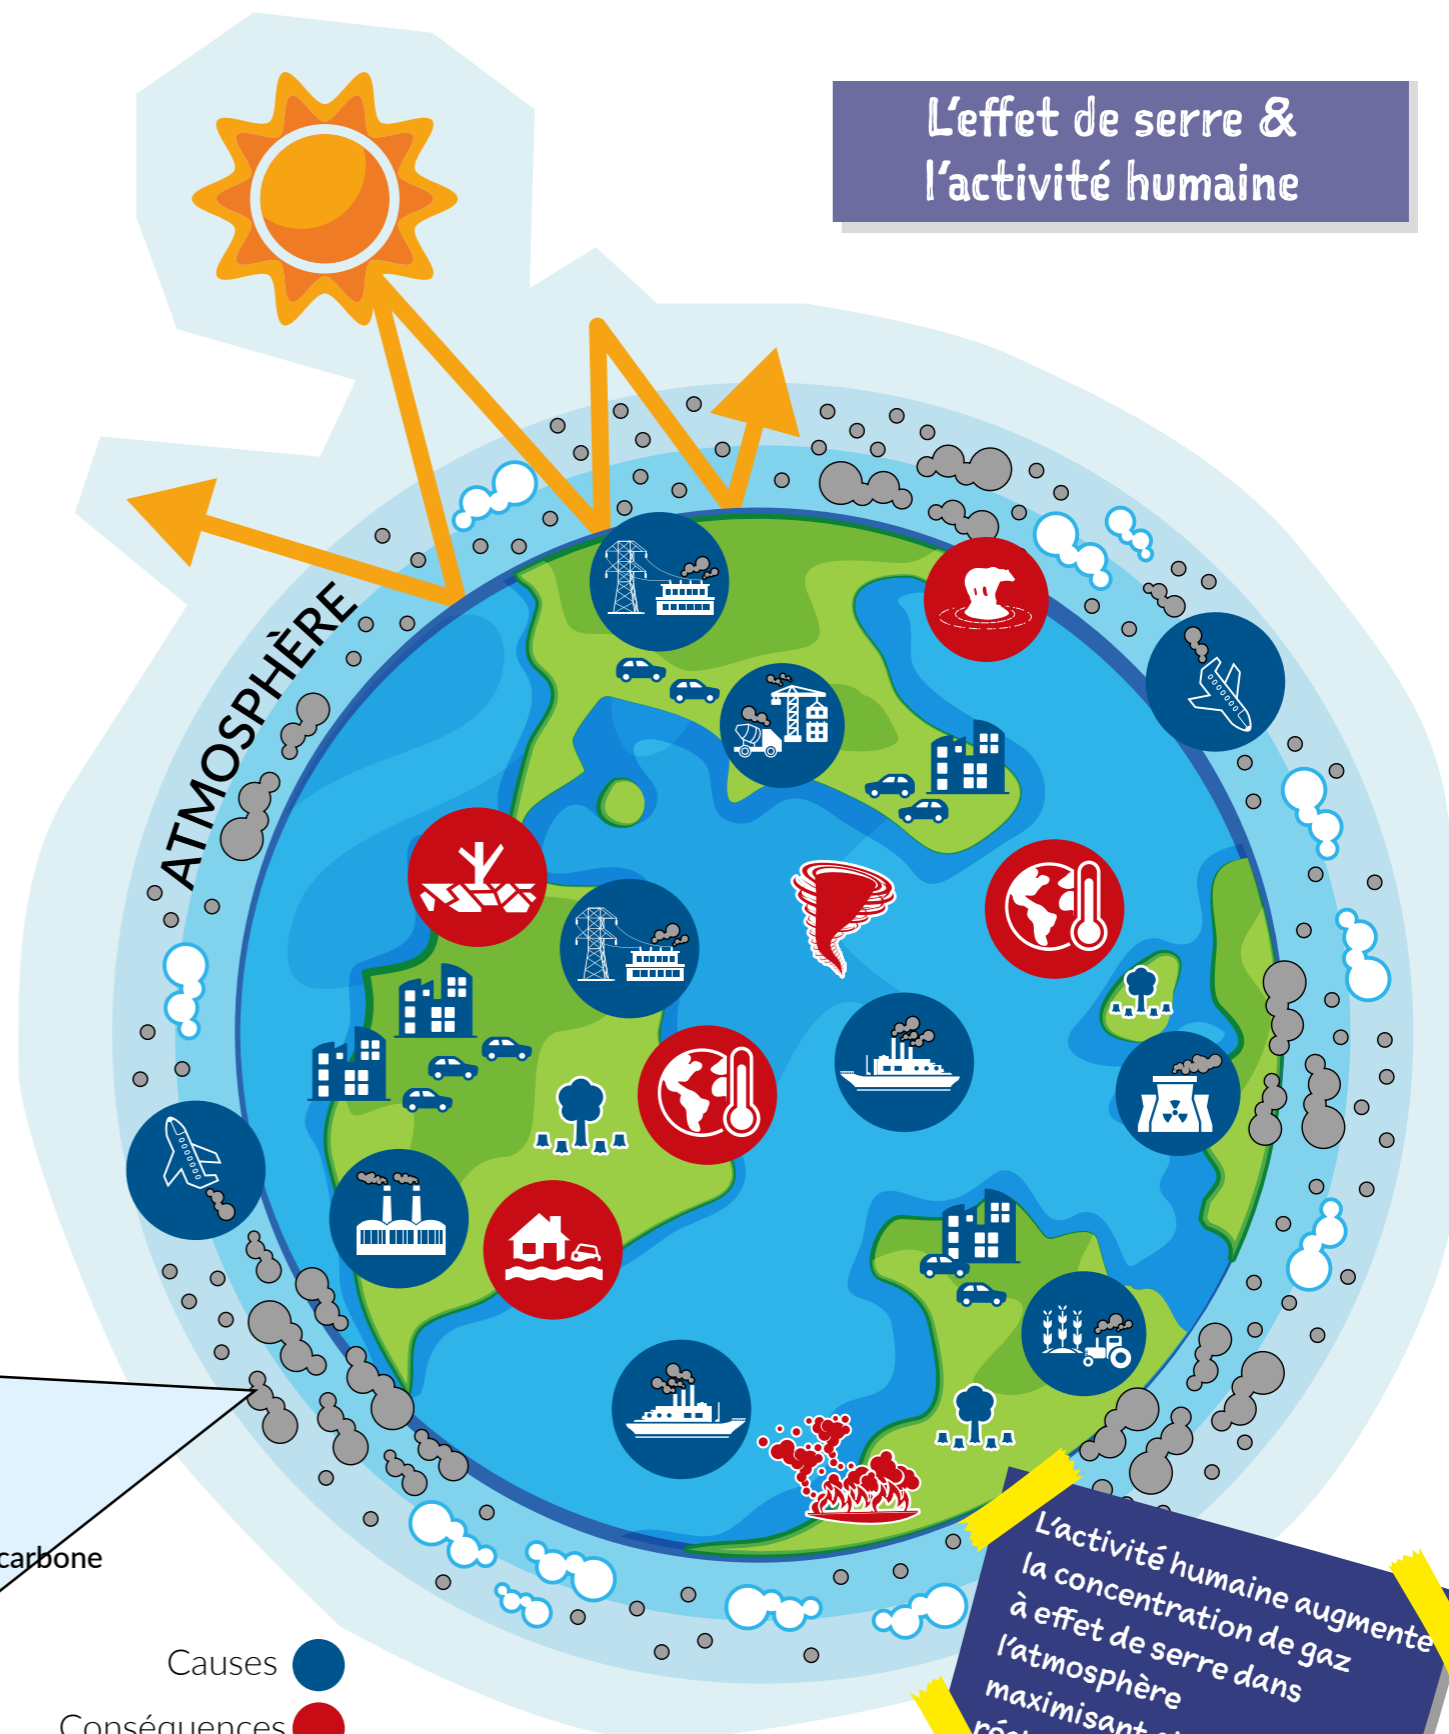 L'effet de serre &
l'activité humaine
ATMOSPHÈRE
carbone
Causes
Conséquences
L'activité humaine augmente
la concentration de gaz
à effet de serre dans
l'atmosphère
maximisant